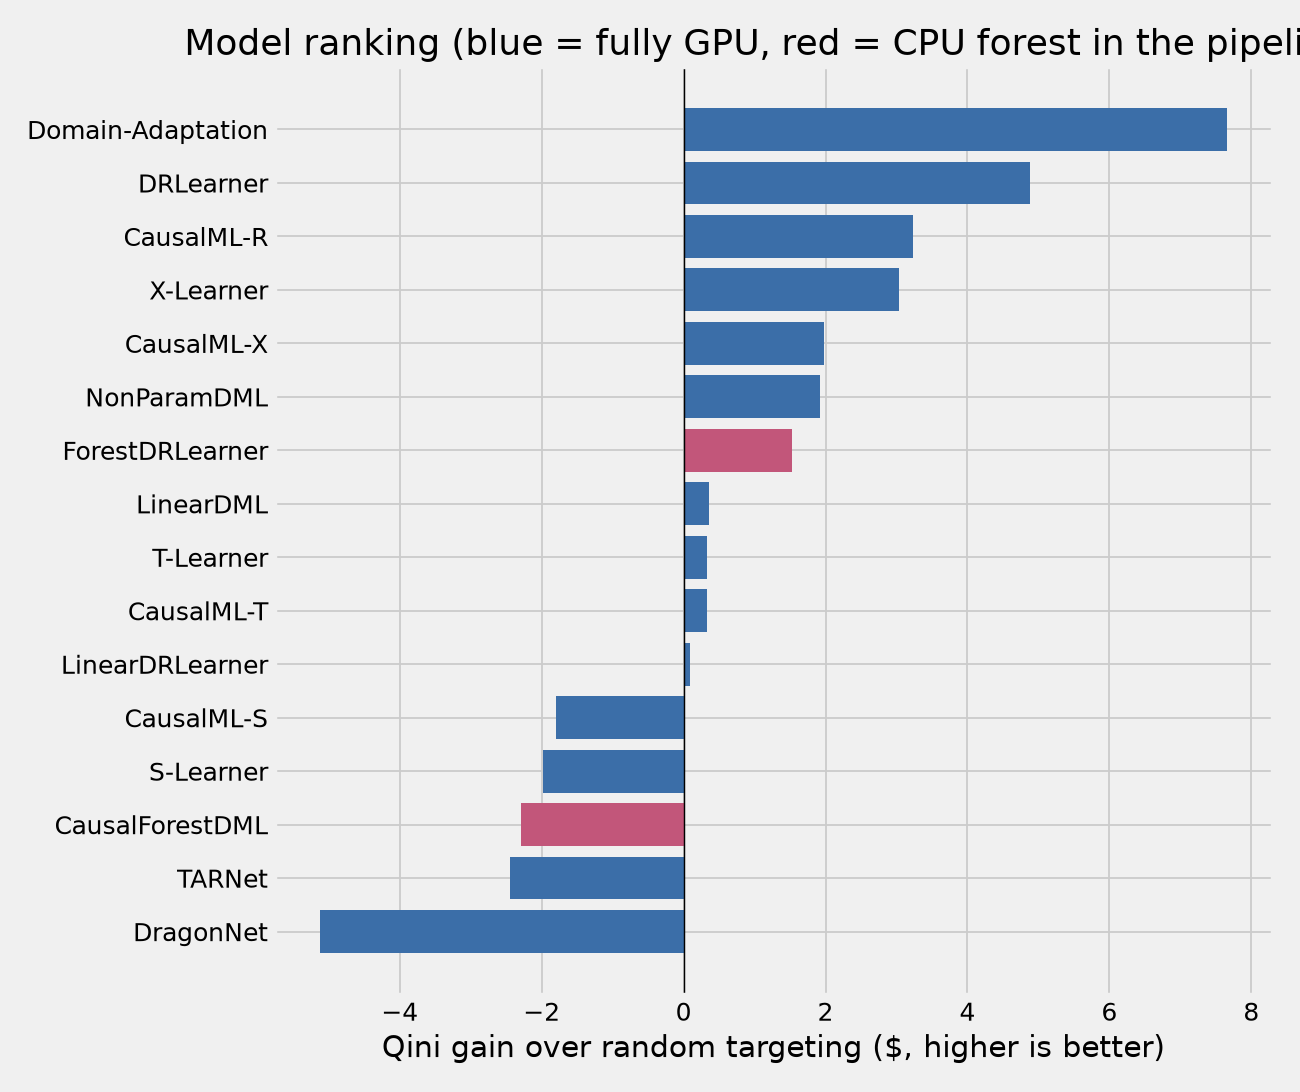 Model ranking (blue = fully GPU, red = CPU forest in the pipeli
Domain-Adaptation
DRLearner
CausalML-R
X-Learner
CausalML-X
NonParamDML
ForestDRLearner
LinearDML
T-Learner
CausalML-T
LinearDRLearner
CausalML-S
S-Learner
CausalForestDML
TARNet
DragonNet
−4 −2 0 2 4 6 8
Qini gain over random targeting ($, higher is better)